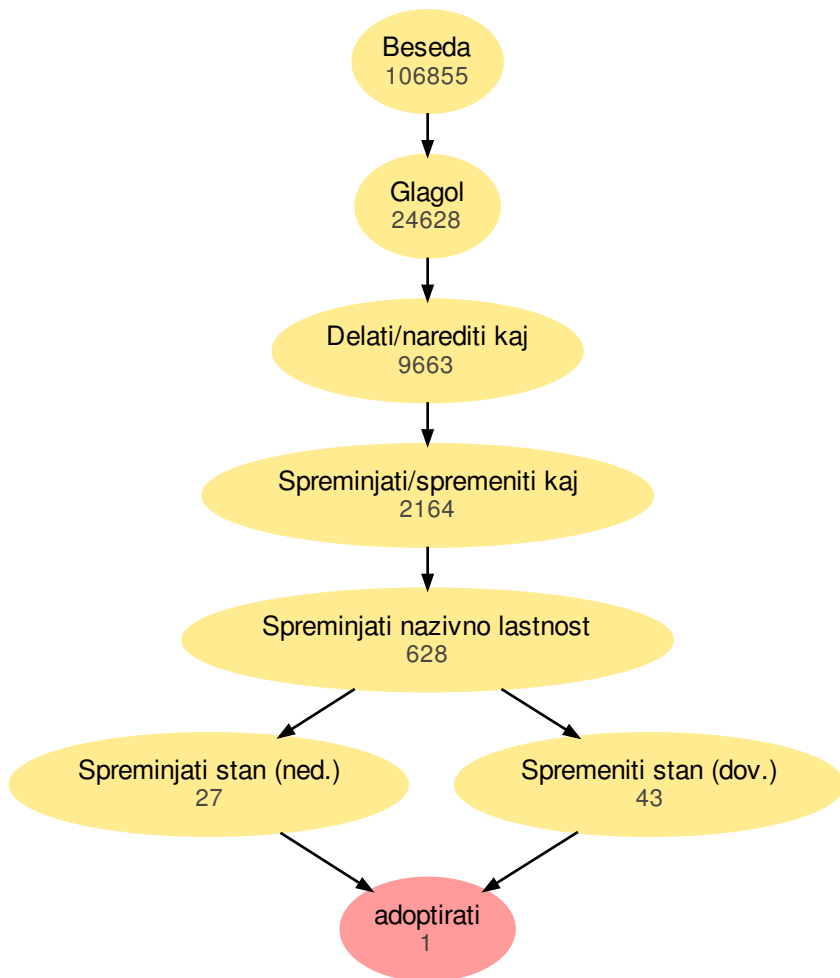 Beseda
106855
Glagol
24628
Delati/narediti kaj
9663
Spreminjati/spremeniti kaj
2164
Spreminjati nazivno lastnost
628
Spreminjati stan (ned.)
27
Spremeniti stan (dov.)
43
adoptirati
1